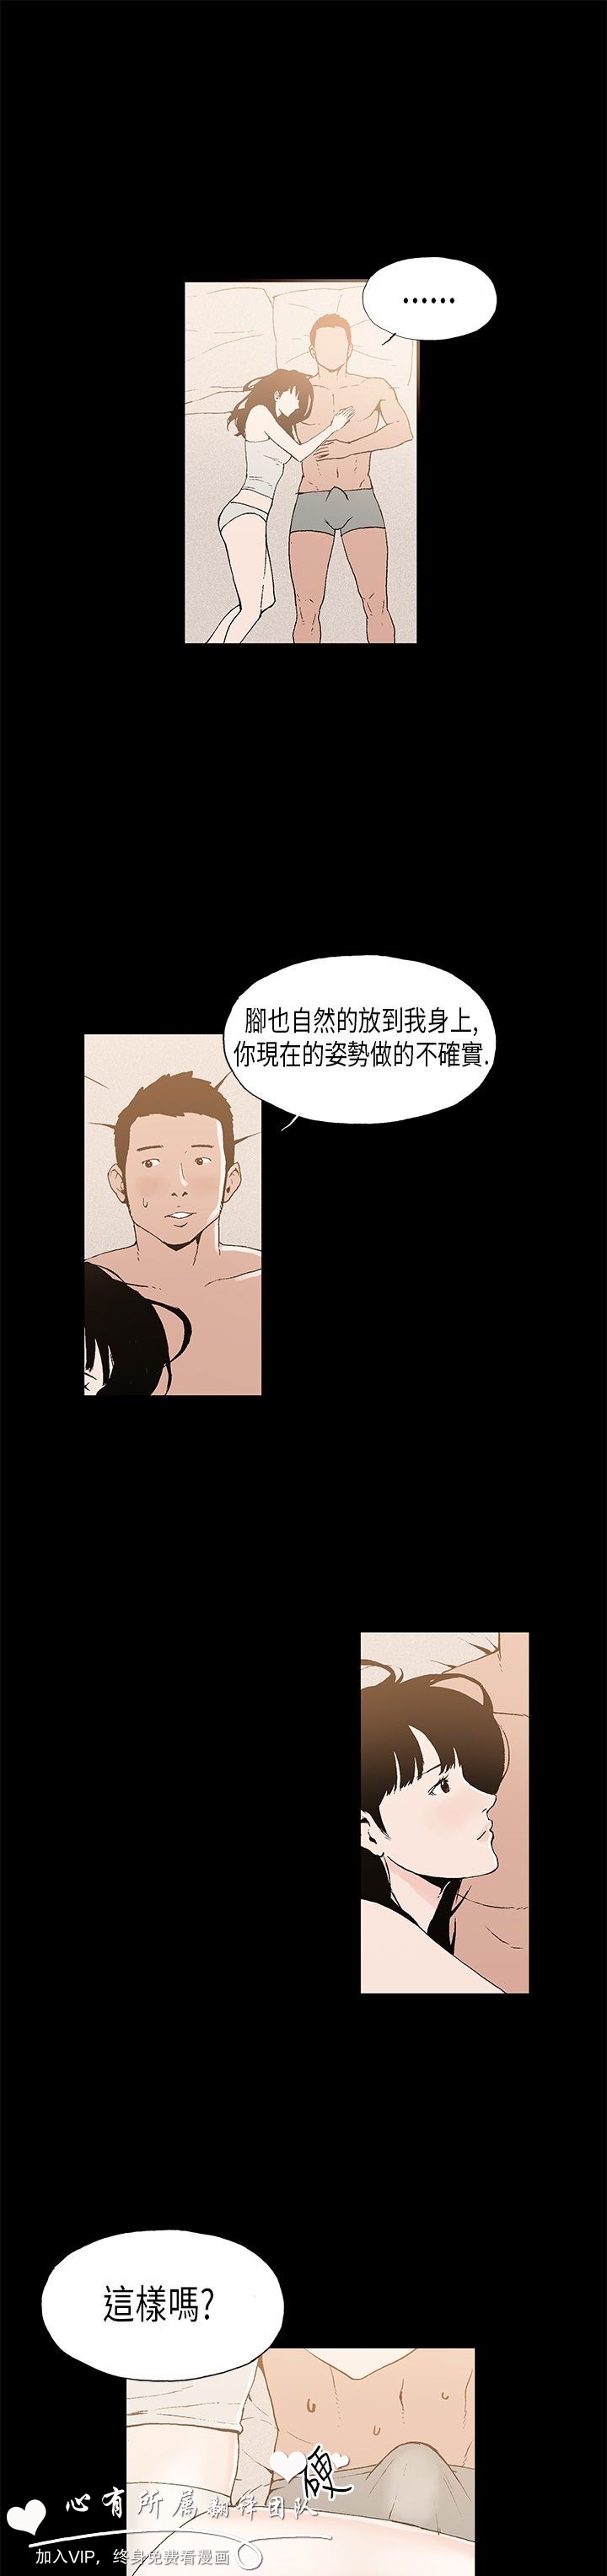 ......
腳也自然的放到我身上,
你現在的姿勢做的不確實.
這樣嗎?
硬
心有所属翻译团队
加入VIP，终身免费看漫画